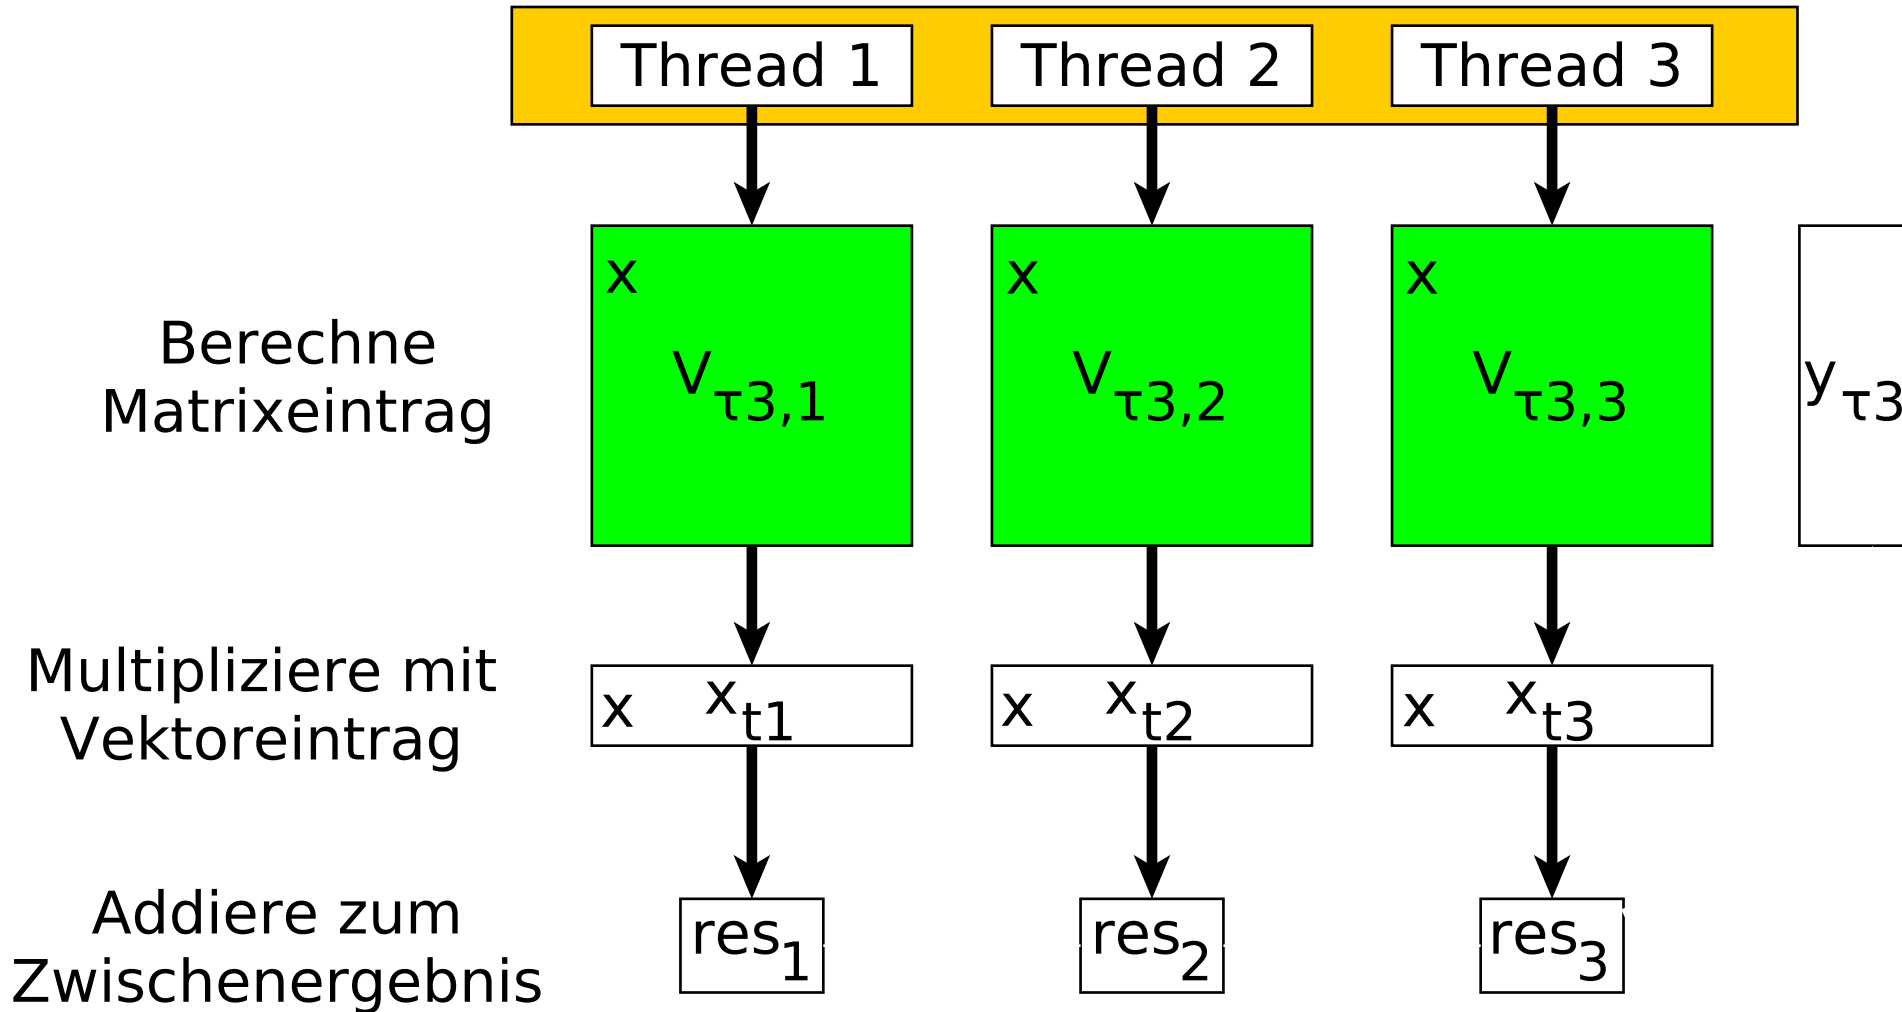 Thread 1 Thread 2 Thread 3
x x x
Berechne
Matrixeintrag
Vτ3,1 Vτ3,2 Vτ3,3 yτ3
Multipliziere mit
Vektoreintrag
x xt1 x xt2 x xt3
Addiere zum
Zwischenergebnis
res1 res2 res3